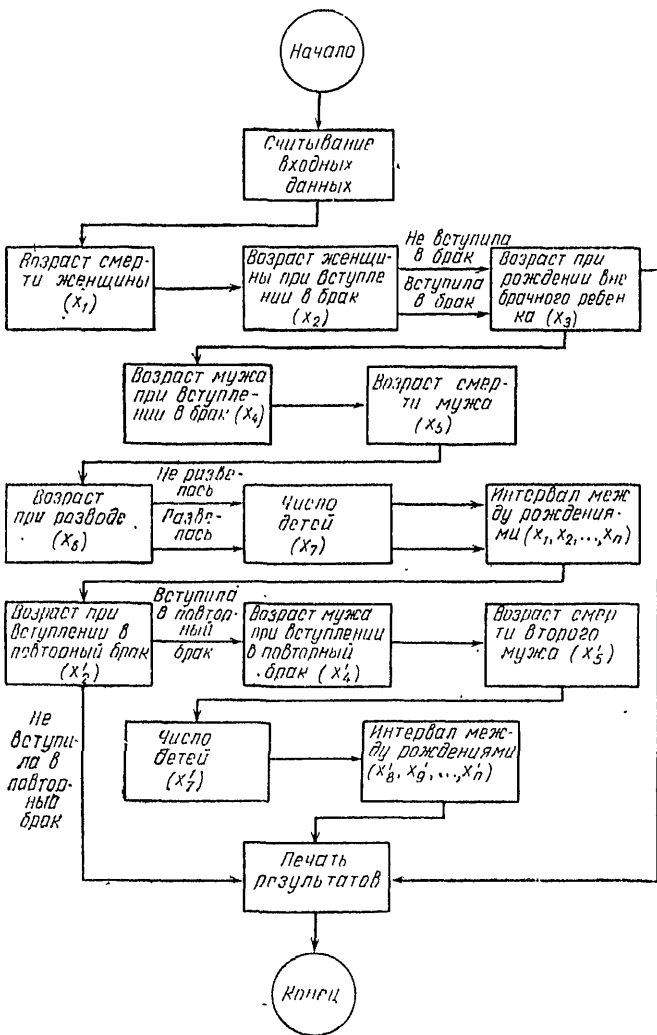 Начало
Считывание
входных
данных
Возраст смер-
ти женщины
(x₁)
Возраст женщи
ны при вступле
нии в брак
(x₂)
Не вступила
в брак
Вступила
в брак
Возраст при
рождении вне
брачного ребен
ка (x₃)
Возраст мужа
при вступле-
нии в брак (x₄)
Возраст смер-
ти мужа
(x₅)
Возраст
при разводе
(x₆)
Не разве-
лась
Разве-
лась
Число
детей
(x₇)
Интервал меж
ду рождения-
ми (x₁, x₂, ..., xₙ)
Возраст при
вступлении в
повторный брак
(x′₂)
Вступила
в повтор-
ный
брак
Возраст мужа
при вступлении
в повторный
брак (x′₄)
Возраст смер
ти второго
мужа (x′₅)
Не
вступи-
ла в
повтор-
ный
брак
Число
детей
(x′₇)
Интервал меж-
ду рождениями
(x′₈, x′₉, ..., x′ₙ)
Печать
результатов
Конец